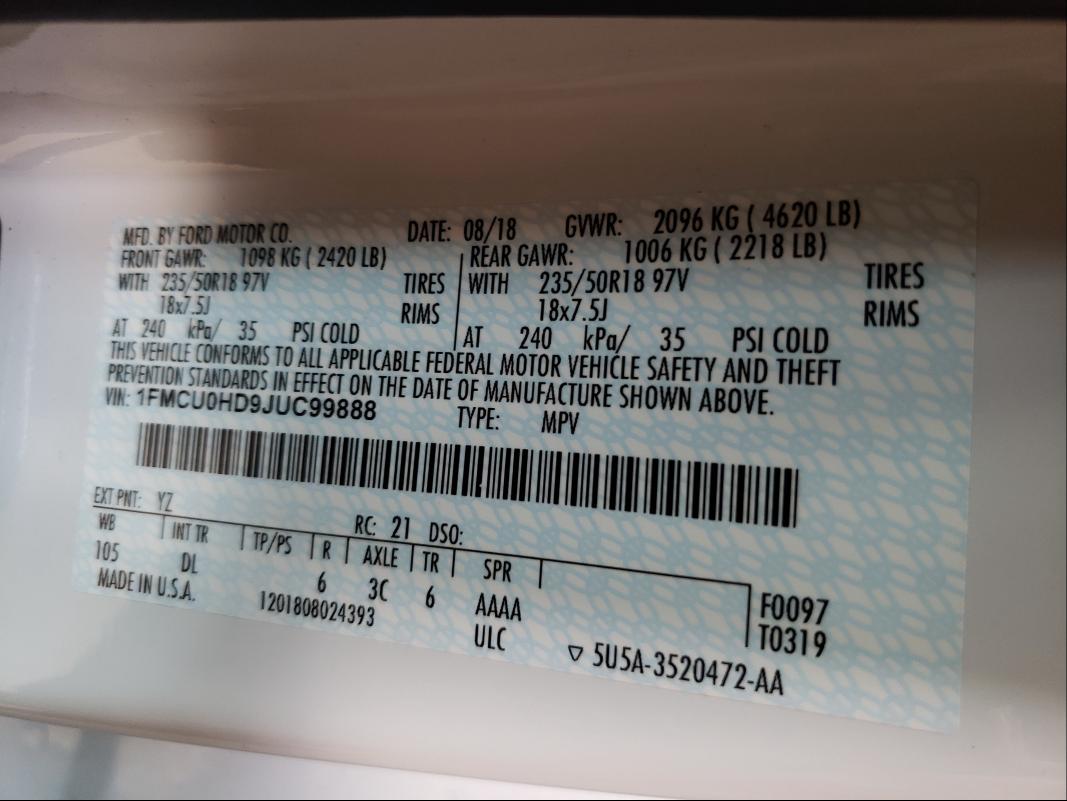 MFD. BY FORD MOTOR CO. DATE: 08/18 GVWR: 2096 KG ( 4620 LB)
FRONT GAWR: 1098 KG ( 2420 LB) REAR GAWR: 1006 KG ( 2218 LB)
WITH 235/50R18 97V TIRES WITH 235/50R18 97V TIRES
18x7.5J RIMS 18x7.5J RIMS
AT 240 kPa/ 35 PSI COLD AT 240 kPa/ 35 PSI COLD
THIS VEHICLE CONFORMS TO ALL APPLICABLE FEDERAL MOTOR VEHICLE SAFETY AND THEFT
PREVENTION STANDARDS IN EFFECT ON THE DATE OF MANUFACTURE SHOWN ABOVE.
VIN: 1FMCU0HD9JUC99888 TYPE: MPV
EXT PNT: YZ RC: 21 DSO:
WB INT TR TP/PS R AXLE TR SPR
105 DL 6 3C 6 AAAA F0097
MADE IN U.S.A. 1201808024393 ULC T0319
▽ 5U5A-3520472-AA